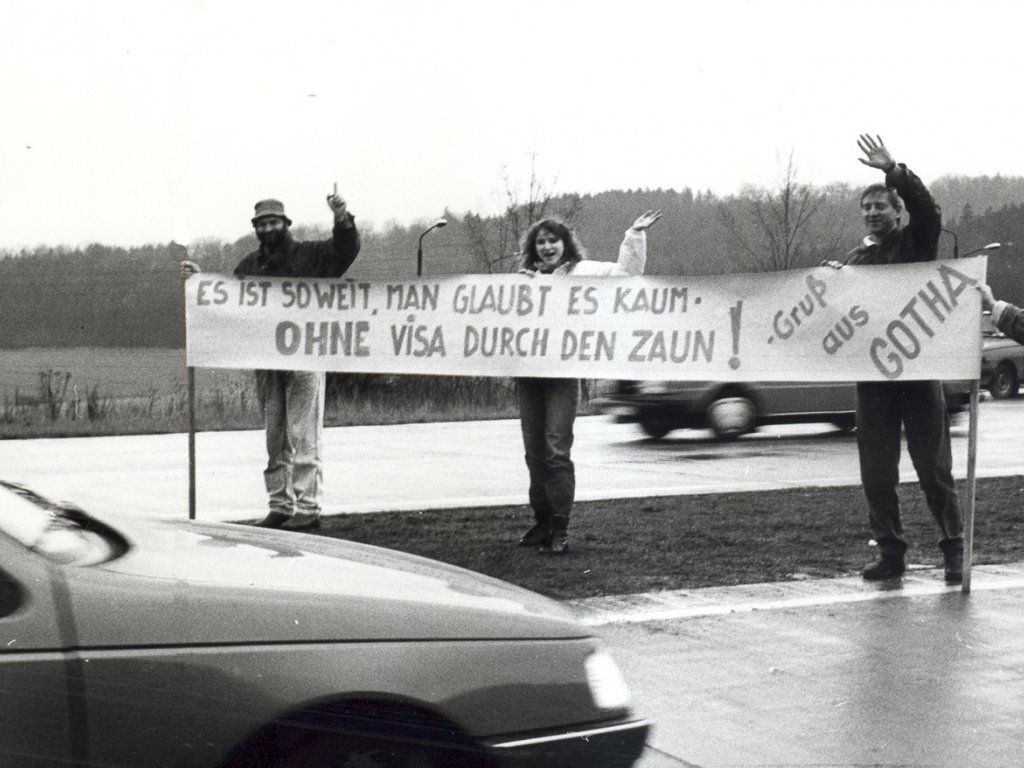 ES IST SOWEIT, MAN GLAUBT ES KAUM -
OHNE VISA DURCH DEN ZAUN!
-Gruß
aus
GOTHA